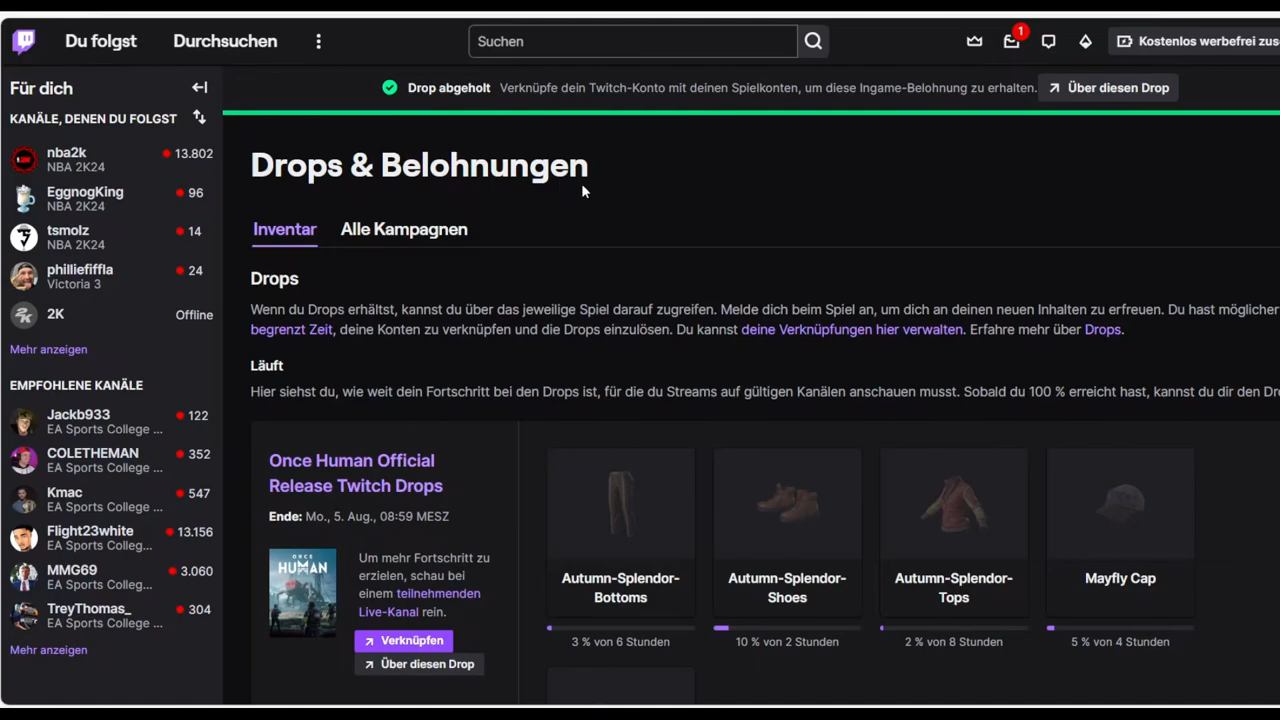 Du folgst
Durchsuchen
Suchen
1
Kostenlos werbefrei zus
Für dich
KANÄLE, DENEN DU FOLGST
nba2k
13.802
NBA 2K24
EggnogKing
96
NBA 2K24
tsmolz
14
NBA 2K24
philliefiffla
24
Victoria 3
2K
Offline
Mehr anzeigen
EMPFOHLENE KANÄLE
Jackb933
122
EA Sports College ...
COLETHEMAN
352
EA Sports College ...
Kmac
547
EA Sports College ...
Flight23white
13.156
EA Sports Colleg...
MMG69
3.060
EA Sports Colleg...
TreyThomas_
304
EA Sports College ...
Mehr anzeigen
Drop abgeholt Verknüpfe dein Twitch-Konto mit deinen Spielkonten, um diese Ingame-Belohnung zu erhalten. Über diesen Drop
Drops & Belohnungen
Inventar
Alle Kampagnen
Drops
Wenn du Drops erhältst, kannst du über das jeweilige Spiel darauf zugreifen. Melde dich beim Spiel an, um dich an deinen neuen Inhalten zu erfreuen. Du hast möglicher
begrenzt Zeit, deine Konten zu verknüpfen und die Drops einzulösen. Du kannst deine Verknüpfungen hier verwalten. Erfahre mehr über Drops.
Läuft
Hier siehst du, wie weit dein Fortschritt bei den Drops ist, für die du Streams auf gültigen Kanälen anschauen musst. Sobald du 100 % erreicht hast, kannst du dir den Dr
Once Human Official
Release Twitch Drops
Ende: Mo., 5. Aug., 08:59 MESZ
ONCE
HUMAN
Um mehr Fortschritt zu
erzielen, schau bei
einem teilnehmenden
Live-Kanal rein.
Verknüpfen
Über diesen Drop
Autumn-Splendor-
Bottoms
3 % von 6 Stunden
Autumn-Splendor-
Shoes
10 % von 2 Stunden
Autumn-Splendor-
Tops
2 % von 8 Stunden
Mayfly Cap
5 % von 4 Stunden